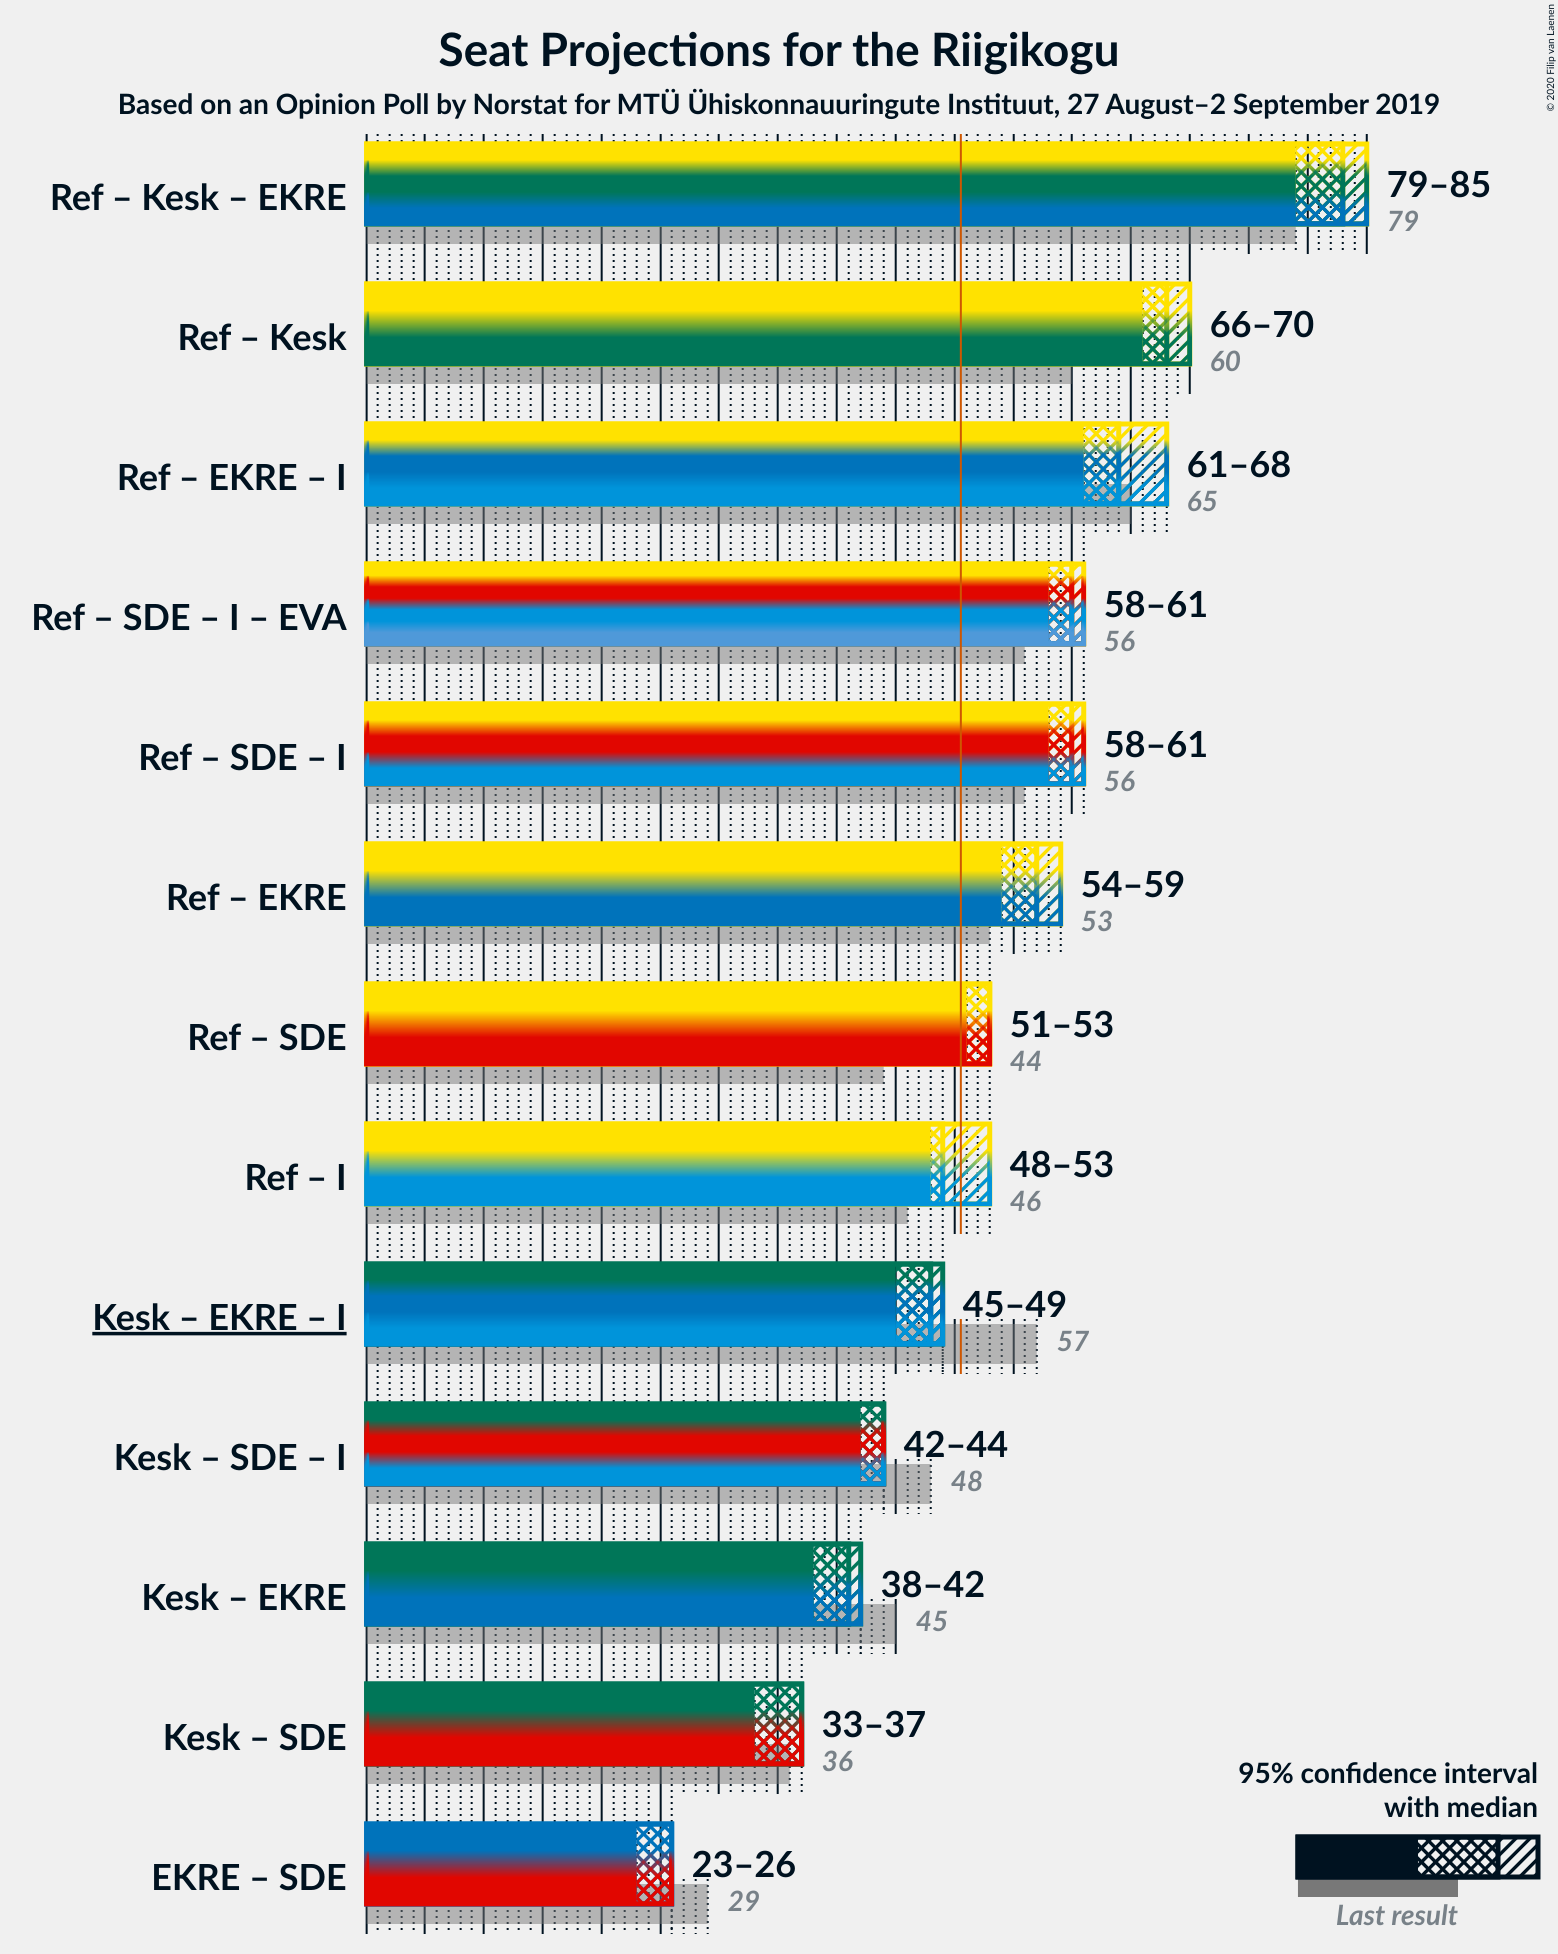 Seat Projections for the Riigikogu
Based on an Opinion Poll by Norstat for MTÜ Ühiskonnauuringute Instituut, 27 August–2 September 2019
© 2020 Filip van Laenen
Ref – Kesk – EKRE
79–85
79
Ref – Kesk
66–70
60
Ref – EKRE – I
61–68
65
Ref – SDE – I – EVA
58–61
56
Ref – SDE – I
58–61
56
Ref – EKRE
54–59
53
Ref – SDE
51–53
44
Ref – I
48–53
46
Kesk – EKRE – I
45–49
57
Kesk – SDE – I
42–44
48
Kesk – EKRE
38–42
45
Kesk – SDE
33–37
36
EKRE – SDE
23–26
29
95% confidence interval
with median
Last result